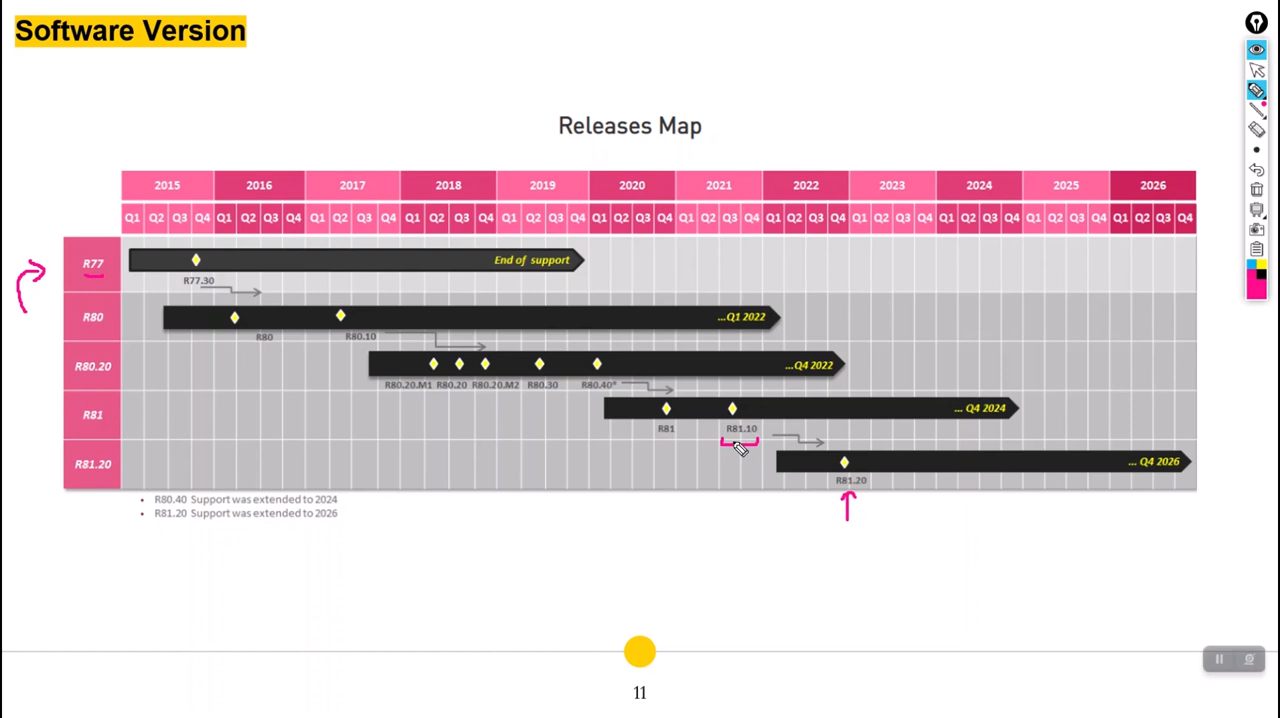 Software Version
Releases Map
2015 2016 2017 2018 2019 2020 2021 2022 2023 2024 2025 2026
Q1 Q2 Q3 Q4 Q1 Q2 Q3 Q4 Q1 Q2 Q3 Q4 Q1 Q2 Q3 Q4 Q1 Q2 Q3 Q4 Q1 Q2 Q3 Q4 Q1 Q2 Q3 Q4 Q1 Q2 Q3 Q4 Q1 Q2 Q3 Q4 Q1 Q2 Q3 Q4 Q1 Q2 Q3 Q4 Q1 Q2 Q3 Q4
R77 End of support
R77.30
R80 ...Q1 2022
R80 R80.10
R80.20 ...Q4 2022
R80.20.M1 R80.20 R80.20.M2 R80.30 R80.40*
R81 ... Q4 2024
R81 R81.10
R81.20 ... Q4 2026
R81.20
• R80.40 Support was extended to 2024
• R81.20 Support was extended to 2026
11